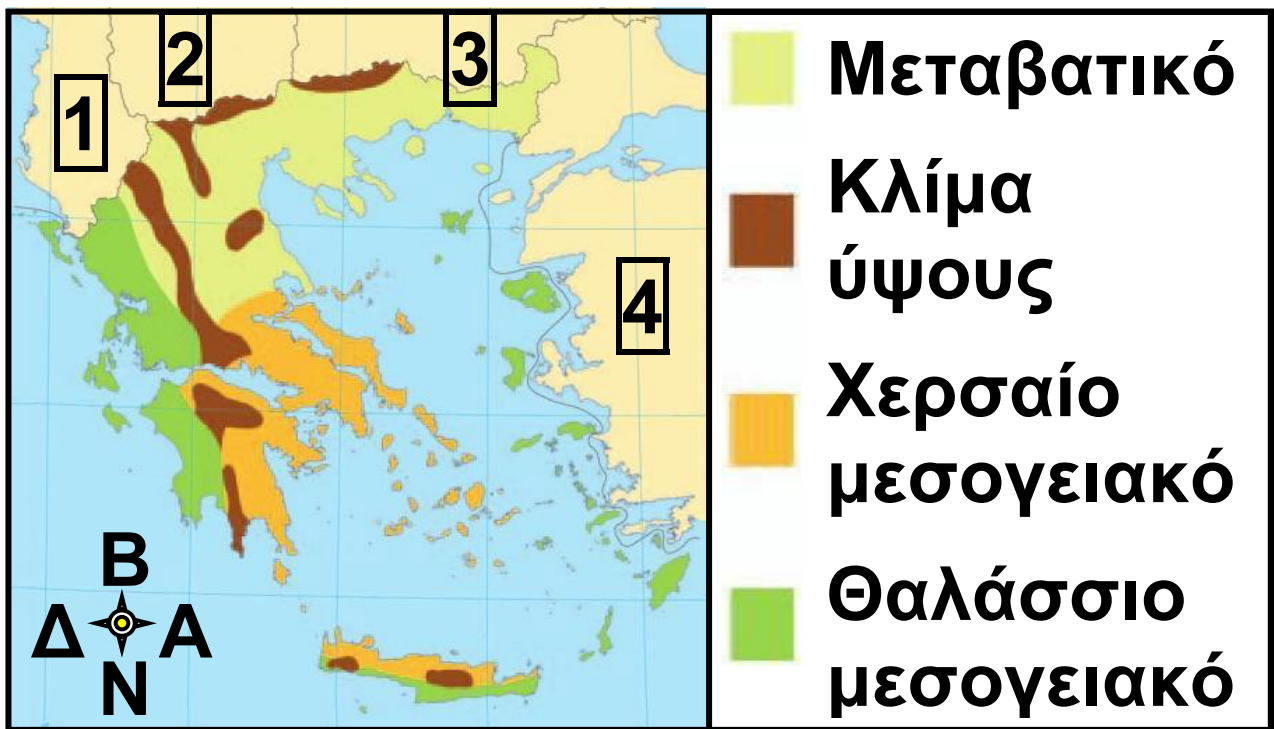 1
2
3
4
Β
Δ Α
Ν
Μεταβατικό
Κλίμα
ύψους
Χερσαίο
μεσογειακό
Θαλάσσιο
μεσογειακό